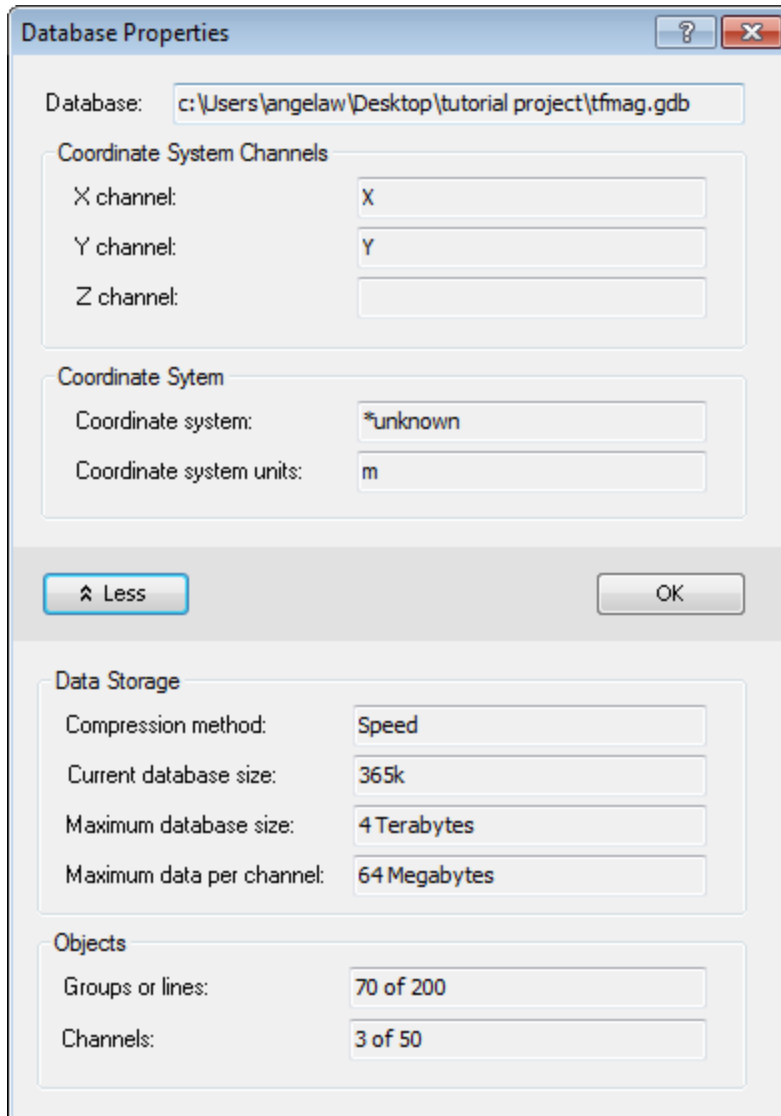 Database Properties
?
Database: c:\Users\angelaw\Desktop\tutorial project\tfmag.gdb
Coordinate System Channels
X channel: X
Y channel: Y
Z channel:
Coordinate Sytem
Coordinate system: *unknown
Coordinate system units: m
Less OK
Data Storage
Compression method: Speed
Current database size: 365k
Maximum database size: 4 Terabytes
Maximum data per channel: 64 Megabytes
Objects
Groups or lines: 70 of 200
Channels: 3 of 50